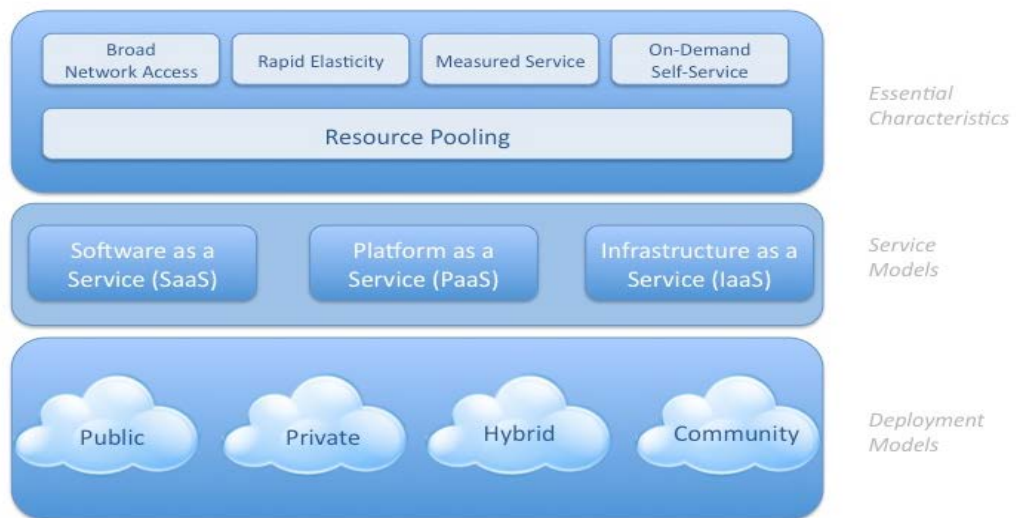 Broad
Network Access
Rapid Elasticity
Measured Service
On-Demand
Self-Service
Resource Pooling
Essential
Characteristics
Software as a
Service (SaaS)
Platform as a
Service (PaaS)
Infrastructure as a
Service (IaaS)
Service
Models
Public
Private
Hybrid
Community
Deployment
Models